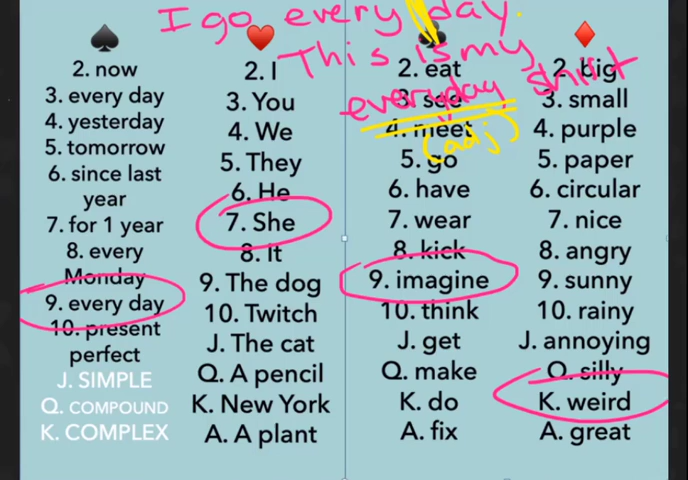 I go every day.
This is my
everyday shirt
(adj)
2. now
3. every day
4. yesterday
5. tomorrow
6. since last
year
7. for 1 year
8. every
Monday
9. every day
10. present
perfect
J. SIMPLE
Q. COMPOUND
K. COMPLEX
2. I
3. You
4. We
5. They
6. He
7. She
8. It
9. The dog
10. Twitch
J. The cat
Q. A pencil
K. New York
A. A plant
2. eat
3. see
4. meet
5. go
6. have
7. wear
8. kick
9. imagine
10. think
J. get
Q. make
K. do
A. fix
2. big
3. small
4. purple
5. paper
6. circular
7. nice
8. angry
9. sunny
10. rainy
J. annoying
Q. silly
K. weird
A. great